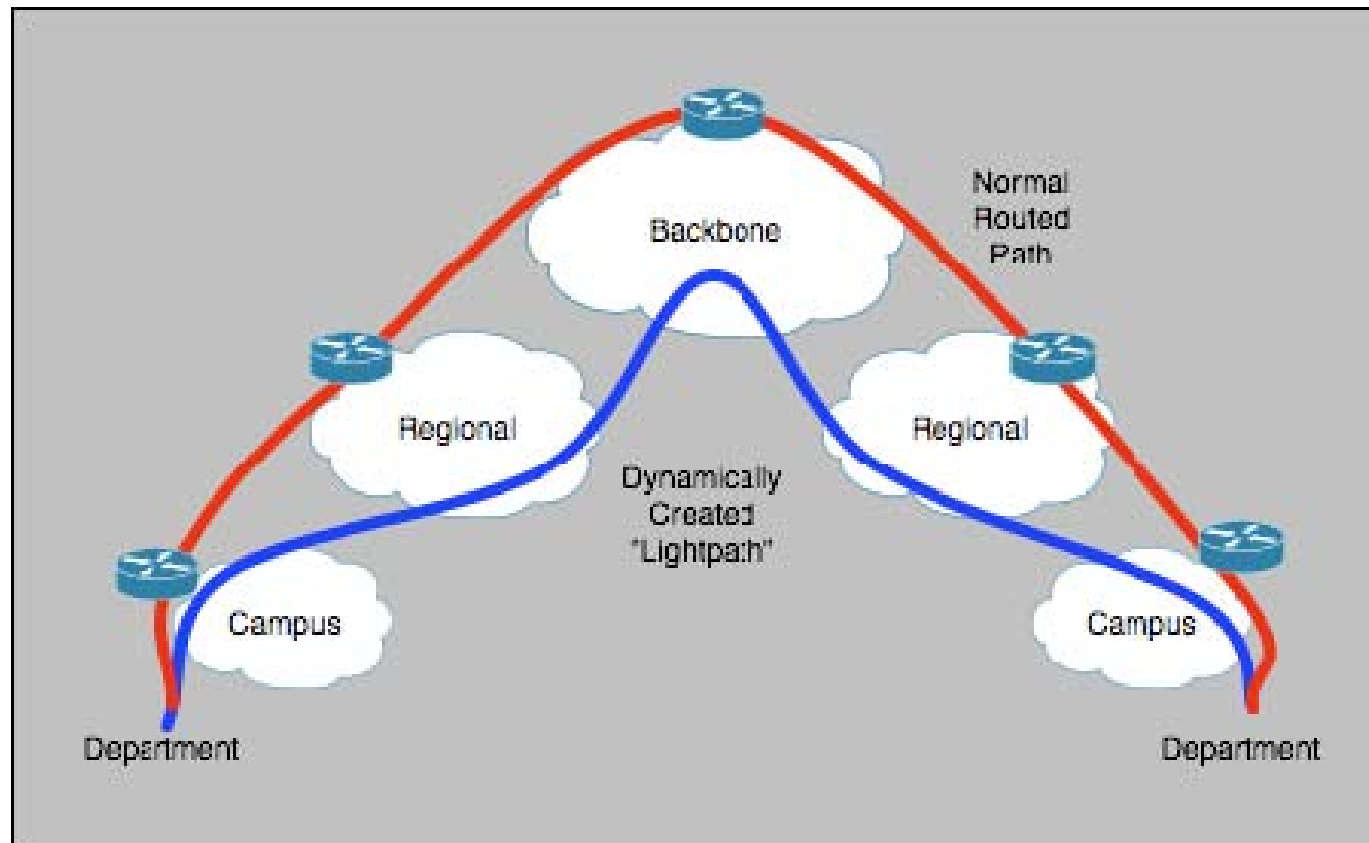 Backbone
Normal
Routed
Path
Regional
Regional
Dynamically
Created
"Lightpath"
Campus
Campus
Department
Department